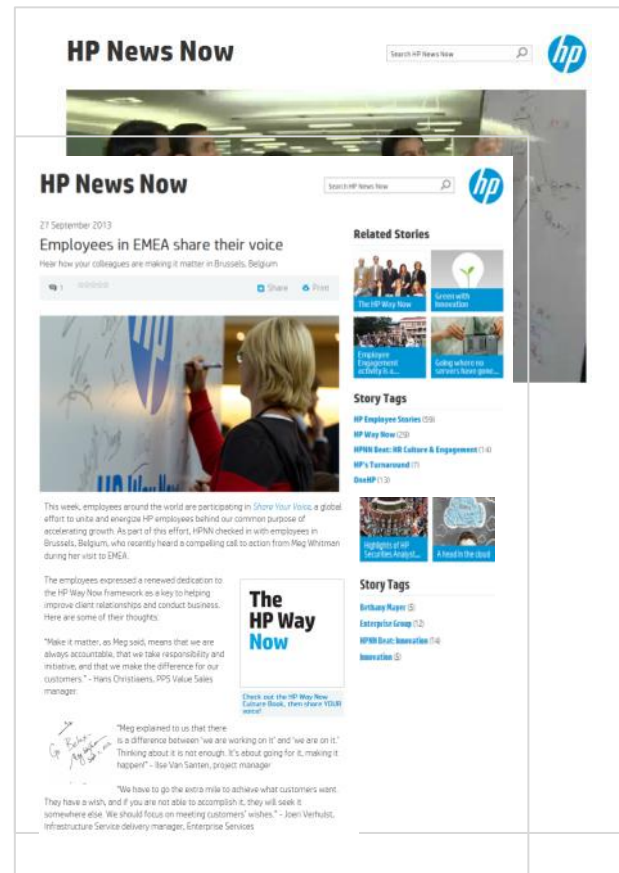 HP News Now
Search HP News Now
hp
HP News Now
Search HP News Now
hp
27 September 2013
Employees in EMEA share their voice
Hear how your colleagues are making it matter in Brussels, Belgium
1
Share
Print
hp
HP Way Now
This week, employees around the world are participating in Share Your Voice, a global
effort to unite and energize HP employees behind our common purpose of
accelerating growth. As part of this effort, HPNN checked in with employees in
Brussels, Belgium, who recently heard a compelling call to action from Meg Whitman
during her visit to EMEA.
The employees expressed a renewed dedication to
the HP Way Now framework as a key to helping
improve client relationships and conduct business.
Here are some of their thoughts:
"Make it matter, as Meg said, means that we are
always accountable, that we take responsibility and
initiative, and that we make the difference for our
customers." - Hans Christiaens, PPS Value Sales
manager
The
HP Way
Now
Check out the HP Way Now
Culture Book, then share YOUR
voice!
Go
"Meg explained to us that there
is a difference between 'we are working on it' and 'we are on it.'
Thinking about it is not enough. It's about going for it, making it
happen!" - Ilse Van Santen, project manager
"We have to go the extra mile to achieve what customers want.
They have a wish, and if you are not able to accomplish it, they will seek it
somewhere else. We should focus on meeting customers' wishes." - Joeri Verhulst,
Infrastructure Service delivery manager, Enterprise Services
Related Stories
The HP Way Now
Green with
Innovation
Employee
Engagement
activity is a...
Going where no
servers have gone...
Story Tags
HP Employee Stories (59)
HP Way Now (29)
HPNN Beat: HR Culture & Engagement (14)
HP's Turnaround (7)
OneHP (13)
Highlights of HP
Securities Analyst...
A head in the cloud
Story Tags
Bethany Mayer (5)
Enterprise Group (12)
HPNN Beat: Innovation (14)
Innovation (5)